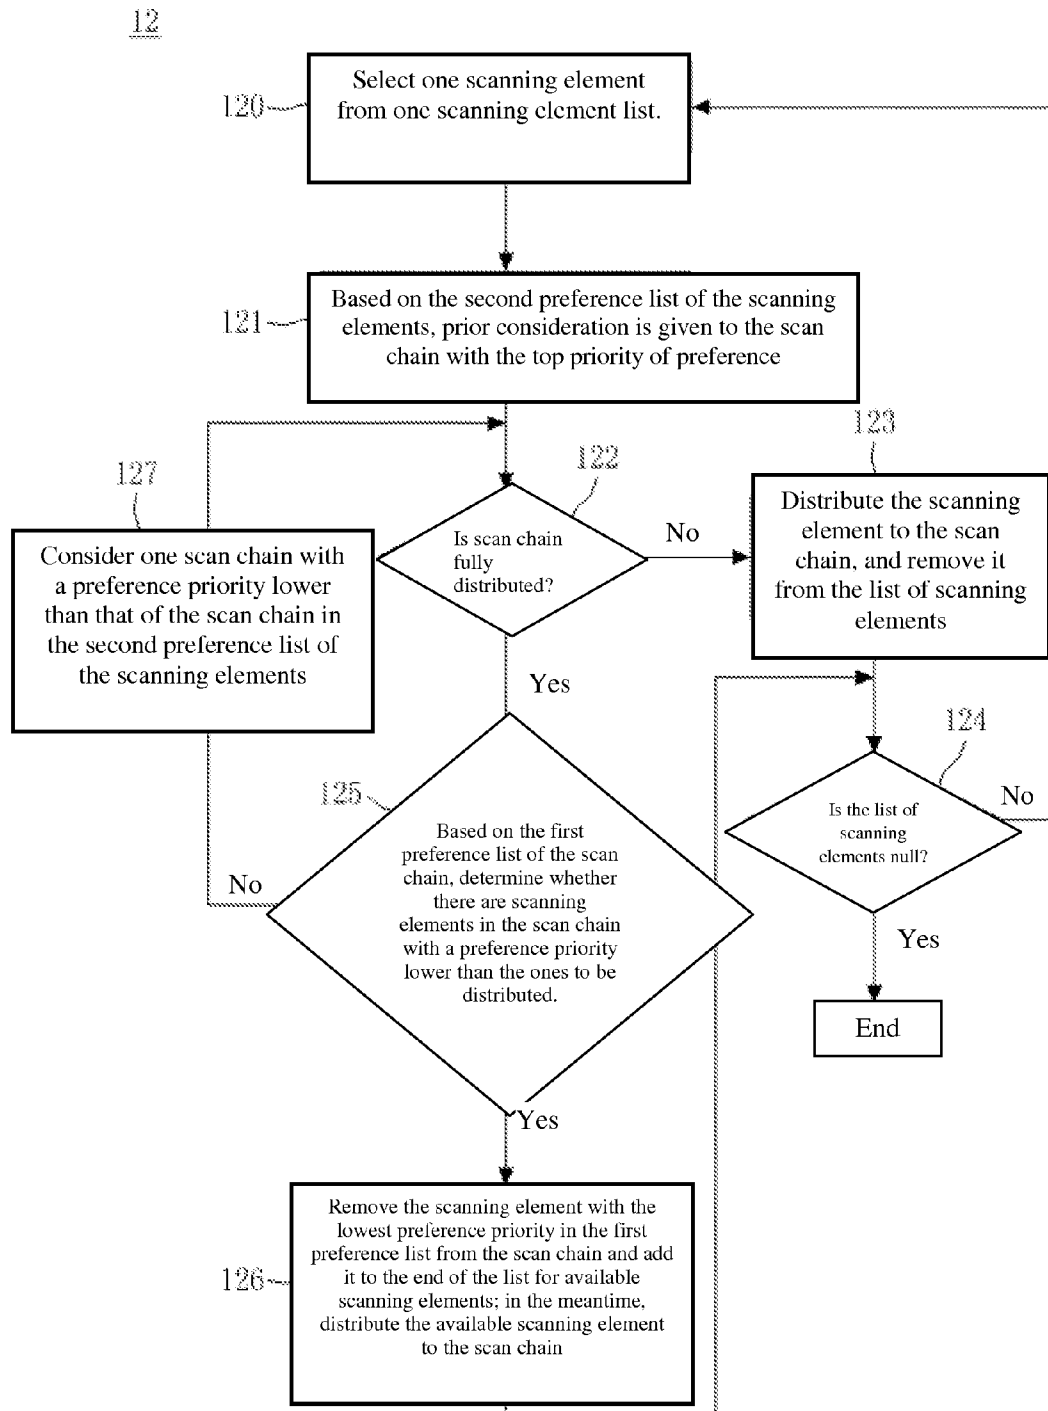 12
120
Select one scanning element
from one scanning element list.
121
Based on the second preference list of the scanning
elements, prior consideration is given to the scan
chain with the top priority of preference
122
Is scan chain
fully
distributed?
No
Yes
123
Distribute the scanning
element to the scan
chain, and remove it
from the list of scanning
elements
127
Consider one scan chain with
a preference priority lower
than that of the scan chain in
the second preference list of
the scanning elements
124
Is the list of
scanning
elements null?
No
Yes
End
125
Based on the first
preference list of the scan
chain, determine whether
there are scanning
elements in the scan chain
with a preference priority
lower than the ones to be
distributed.
No
Yes
126
Remove the scanning element with the
lowest preference priority in the first
preference list from the scan chain and add
it to the end of the list for available
scanning elements; in the meantime,
distribute the available scanning element
to the scan chain